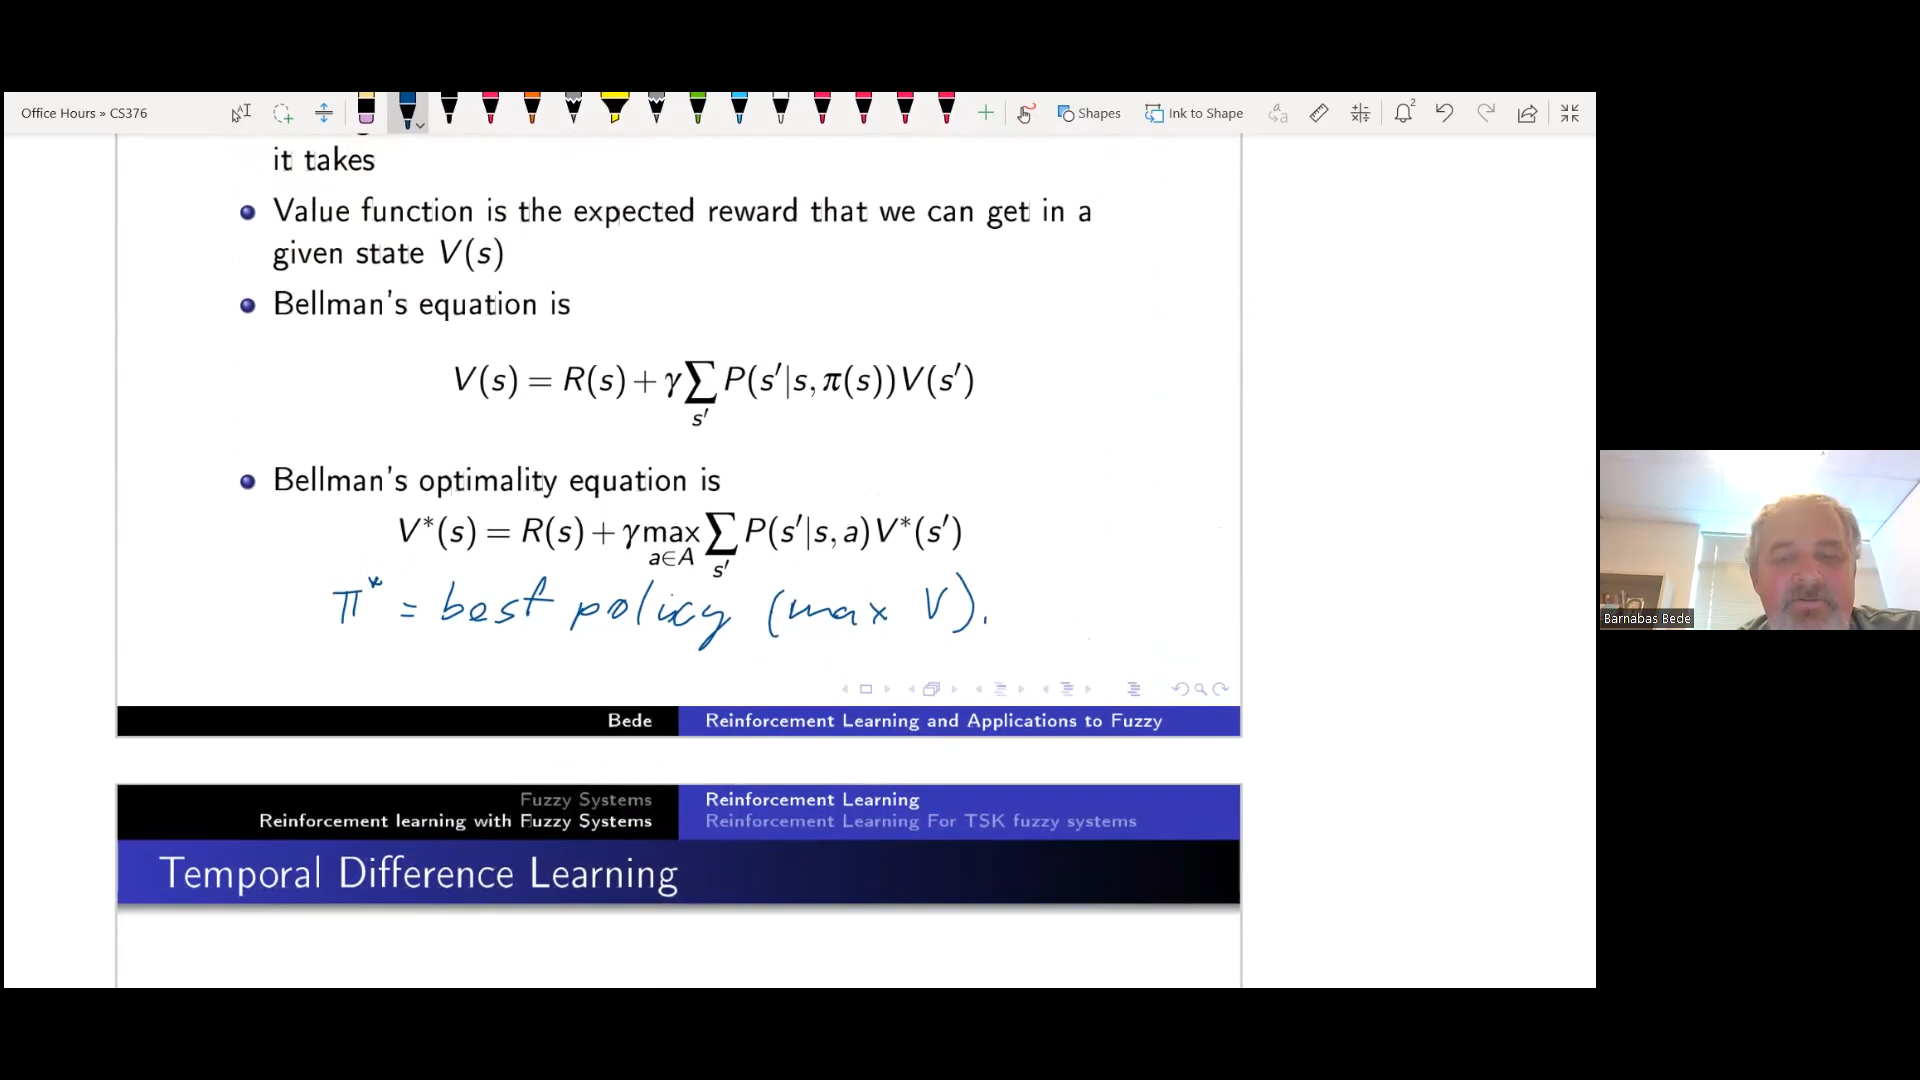 Office Hours » CS376
Shapes
Ink to Shape
2
it takes
Value function is the expected reward that we can get in a
given state V(s)
Bellman's equation is
V(s) = R(s) + γ∑ P(s′|s, π(s))V(s′)
s′
Bellman's optimality equation is
V*(s) = R(s) + γ max ∑ P(s′|s, a)V*(s′)
a∈A s′
π* = best policy (max V).
Bede
Reinforcement Learning and Applications to Fuzzy
Fuzzy Systems
Reinforcement learning with Fuzzy Systems
Reinforcement Learning
Reinforcement Learning For TSK fuzzy systems
Temporal Difference Learning
Barnabas Bede